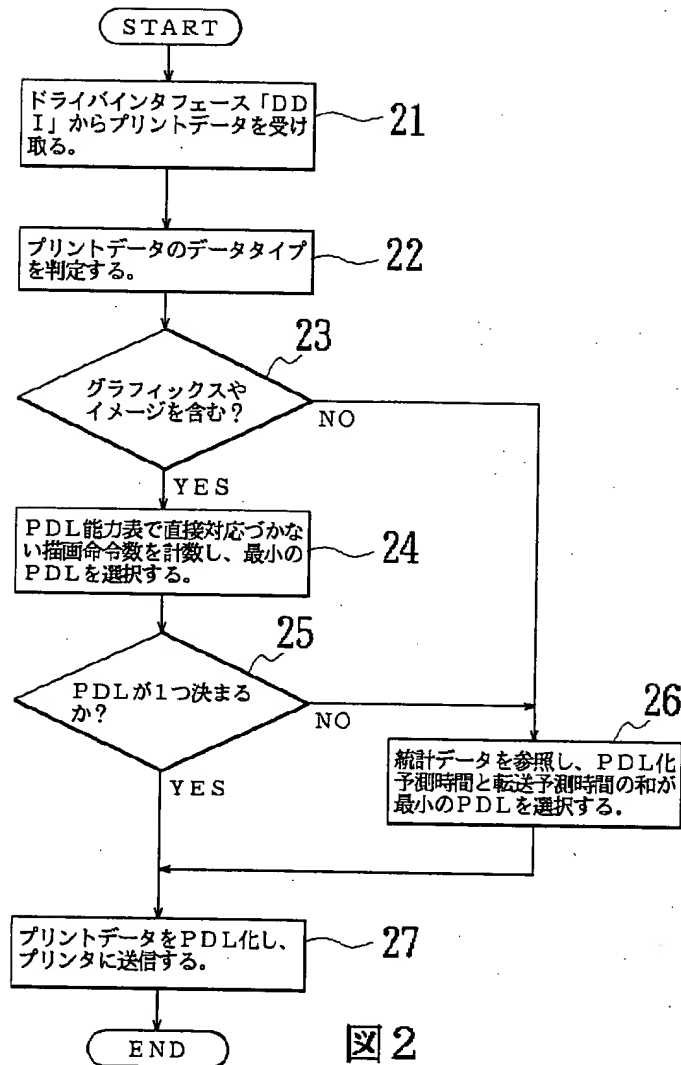 START
ドライバインタフェース「DD
I」からプリントデータを受け
取る。
21
プリントデータのデータタイプ
を判定する。
22
23
グラフィックスや
イメージを含む?
NO
YES
PDL能力表で直接対応づかな
い描画命令数を計数し、最小の
PDLを選択する。
24
25
PDLが1つ決まる
か?
NO
YES
26
統計データを参照し、PDL化
予測時間と転送予測時間の和が
最小のPDLを選択する。
プリントデータをPDL化し、
プリンタに送信する。
27
END
図2